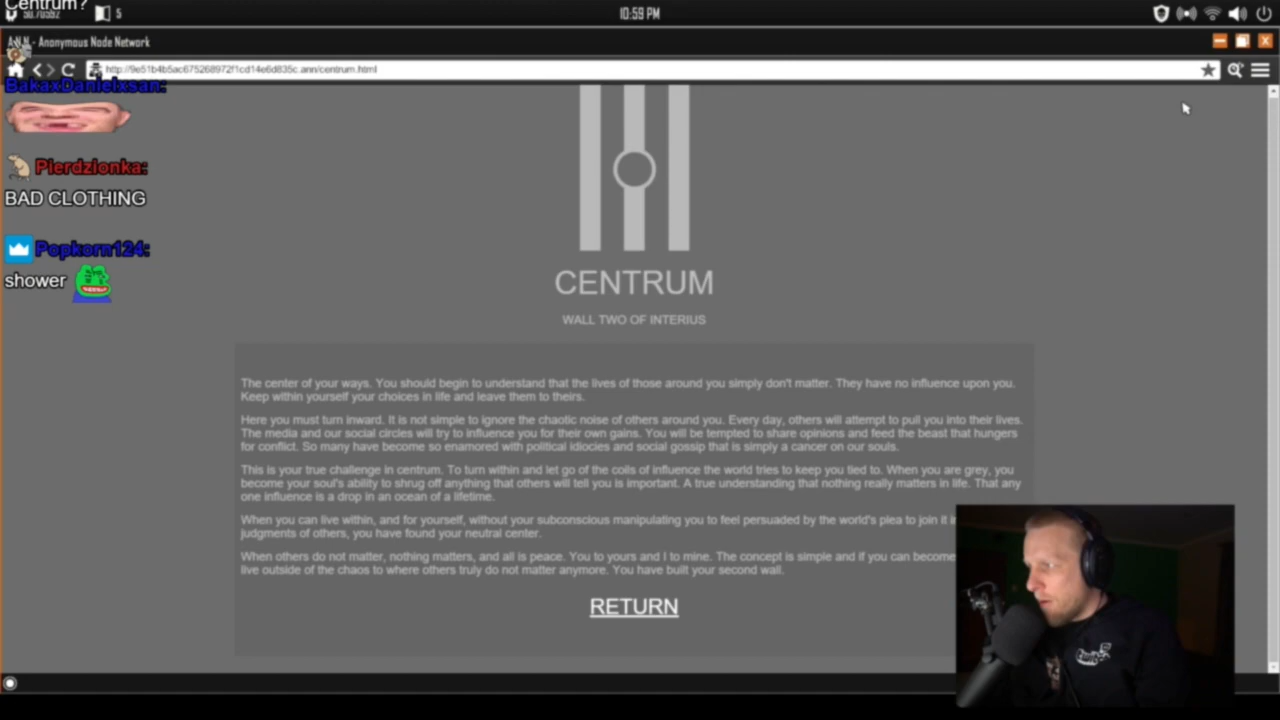 Centrum?
50.70592
5
10:59 PM
A.N.N - Anonymous Node Network
http://9e51b4b5ac675268972f1cd14e6d835c.ann/centrum.html
BakaxDanielxsan:
Pierdzionka:
BAD CLOTHING
Popkorn124:
shower
CENTRUM
WALL TWO OF INTERIUS
The center of your ways. You should begin to understand that the lives of those around you simply don't matter. They have no influence upon you.
Keep within yourself your choices in life and leave them to theirs.
Here you must turn inward. It is not simple to ignore the chaotic noise of others around you. Every day, others will attempt to pull you into their lives.
The media and our social circles will try to influence you for their own gains. You will be tempted to share opinions and feed the beast that hungers
for conflict. So many have become so enamored with political idiocies and social gossip that is simply a cancer on our souls.
This is your true challenge in centrum. To turn within and let go of the coils of influence the world tries to keep you tied to. When you are grey, you
become your soul's ability to shrug off anything that others will tell you is important. A true understanding that nothing really matters in life. That any
one influence is a drop in an ocean of a lifetime.
When you can live within, and for yourself, without your subconscious manipulating you to feel persuaded by the world's plea to join it i
judgments of others, you have found your neutral center.
When others do not matter, nothing matters, and all is peace. You to yours and I to mine. The concept is simple and if you can become
live outside of the chaos to where others truly do not matter anymore. You have built your second wall.
RETURN